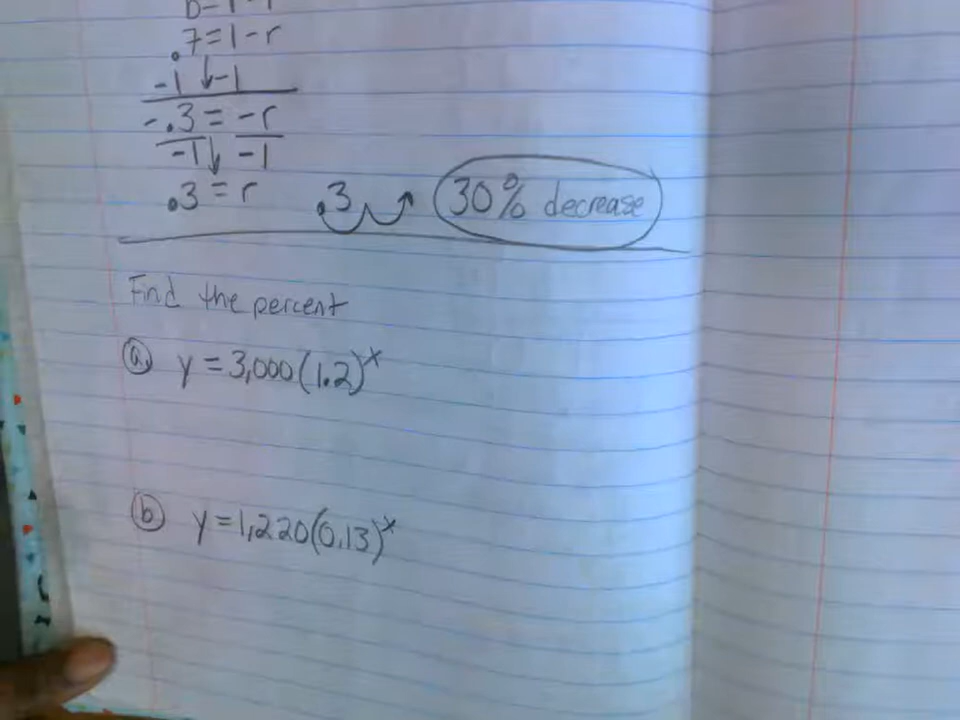 .7=1-r
-1 ↓-1
-.3 = -r
-1↓ -1
.3 = r .3 30% decrease
Find the percent
ⓐ y = 3,000(1.2)^x
ⓑ y = 1,220(0.13)^x